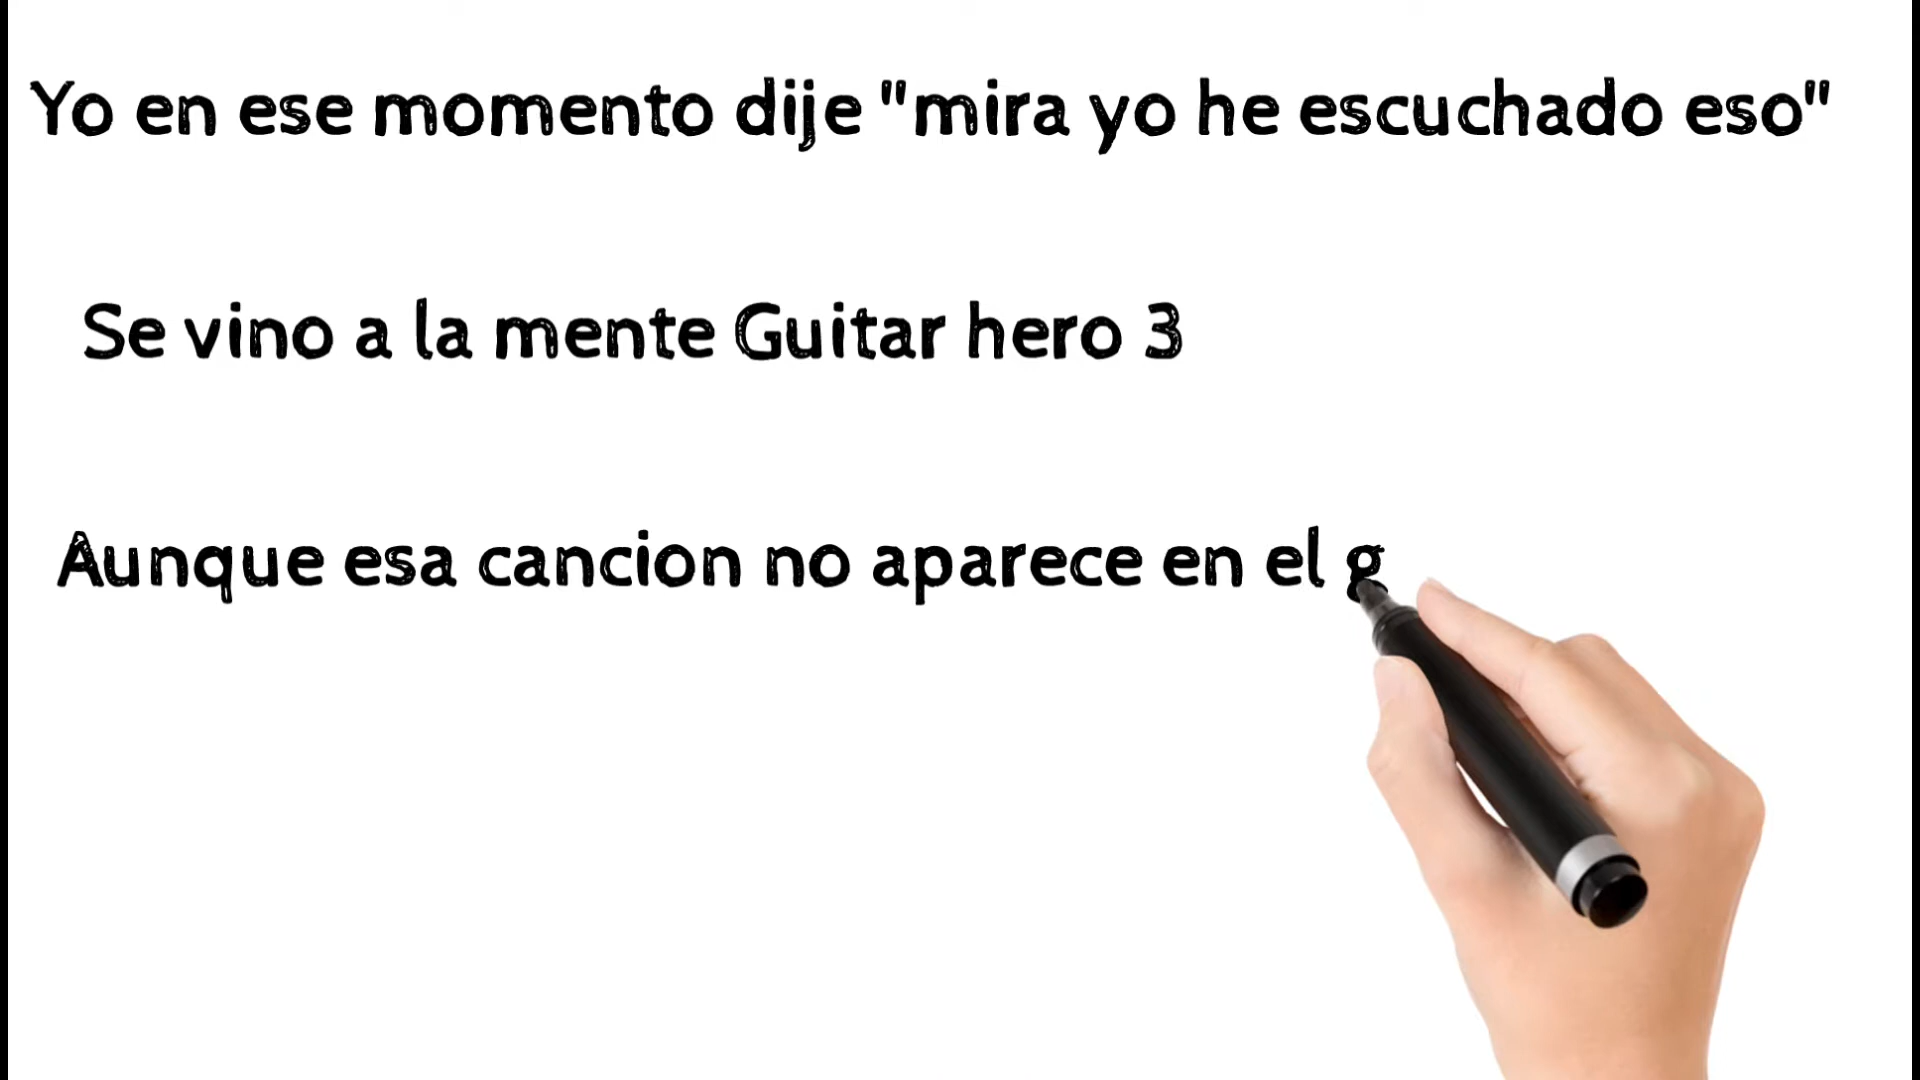 Yo en ese momento dije "mira yo he escuchado eso"
Se vino a la mente Guitar hero 3
Aunque esa cancion no aparece en el g